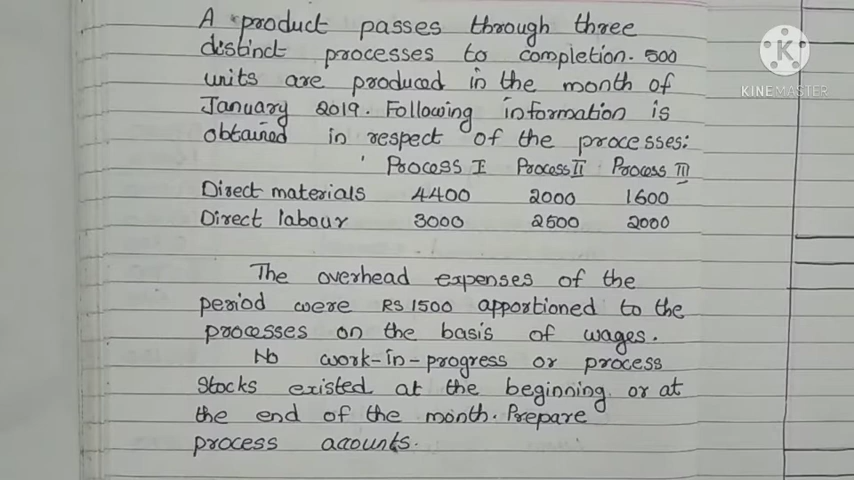 A product passes through three
distinct processes to completion. 500
units are produced in the month of
January 2019. Following information is
obtained in respect of the processes:
Process I Process II Process III
Direct materials 4400 2000 1600
Direct labour 3000 2500 2000
The overhead expenses of the
period were RS 1500 apportioned to the
processes on the basis of wages.
No work-in-progress or process
stocks existed at the beginning or at
the end of the month. Prepare
process accounts.
K
KINEMASTER